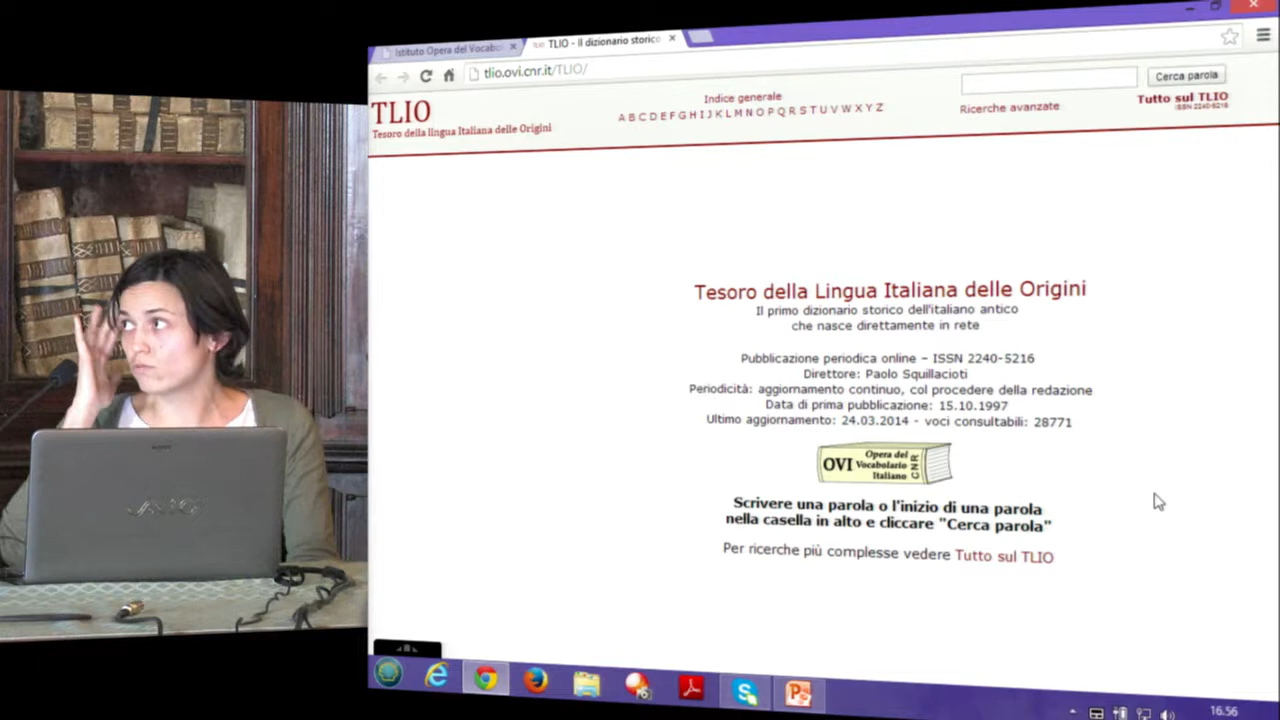 Istituto Opera del Vocabo
TLIO - Il dizionario storico
tlio.ovi.cnr.it/TLIO/
TLIO
Tesoro della lingua Italiana delle Origini
Indice generale
A B C D E F G H I J K L M N O P Q R S T U V W X Y Z
Cerca parola
Ricerche avanzate
Tutto sul TLIO
ISSN 2240-5216
Tesoro della Lingua Italiana delle Origini
Il primo dizionario storico dell'italiano antico
che nasce direttamente in rete
Pubblicazione periodica online – ISSN 2240-5216
Direttore: Paolo Squillacioti
Periodicità: aggiornamento continuo, col procedere della redazione
Data di prima pubblicazione: 15.10.1997
Ultimo aggiornamento: 24.03.2014 - voci consultabili: 28771
OVI Opera del
Vocabolario
Italiano
CNR
Scrivere una parola o l'inizio di una parola
nella casella in alto e cliccare "Cerca parola"
Per ricerche più complesse vedere Tutto sul TLIO
VAIO
16.56